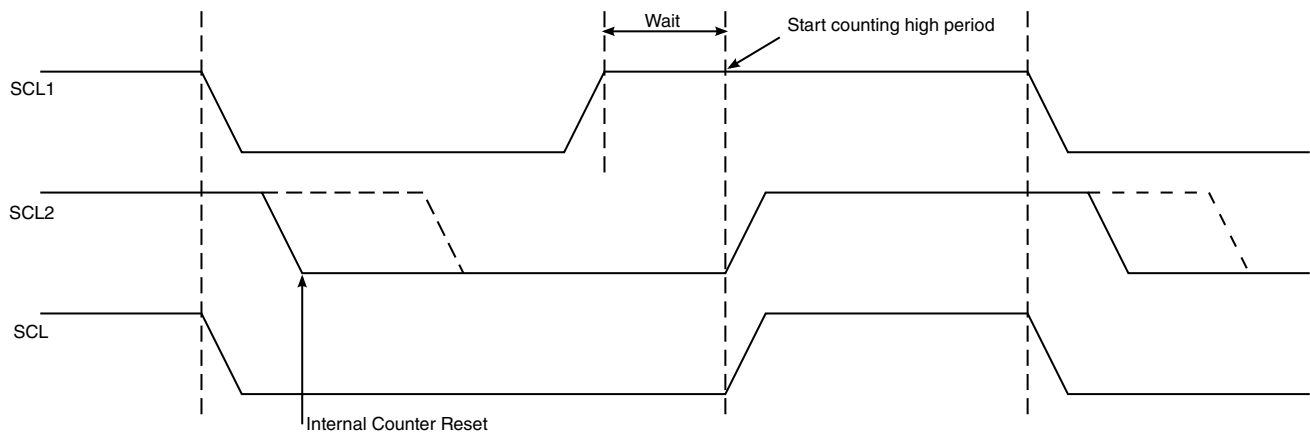 Wait
Start counting high period
SCL1
SCL2
SCL
Internal Counter Reset